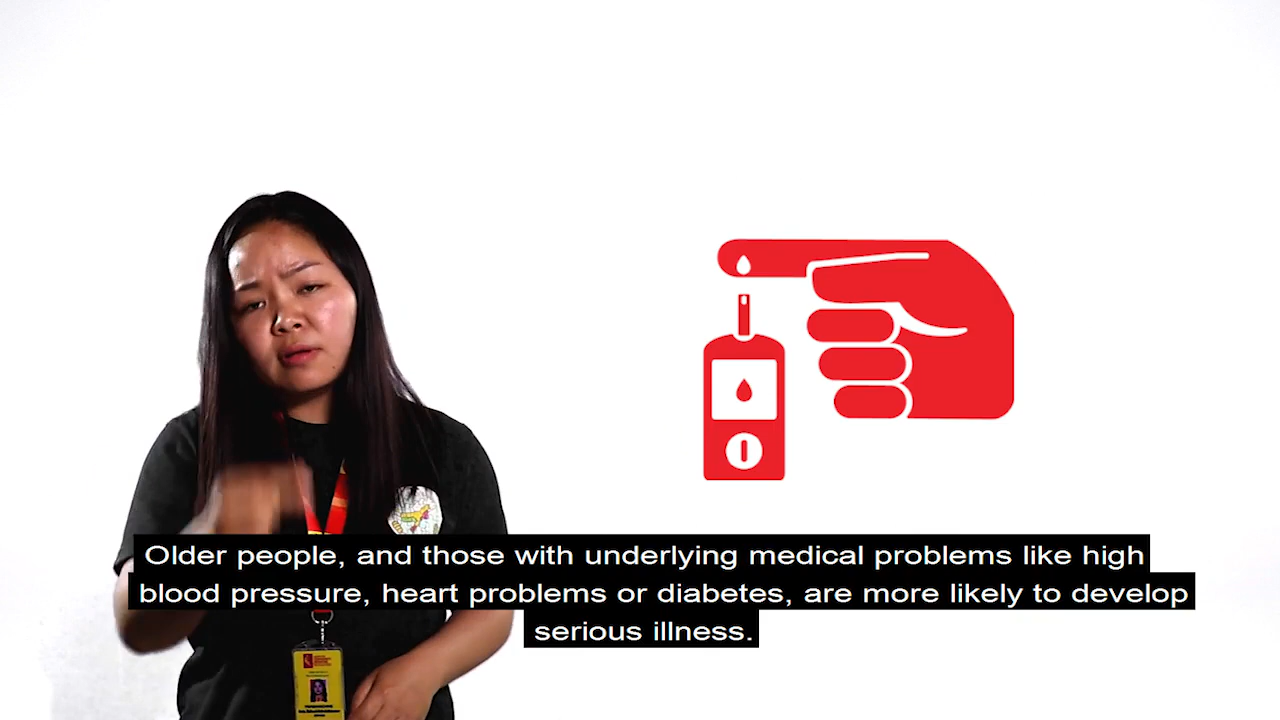 Older people, and those with underlying medical problems like high
blood pressure, heart problems or diabetes, are more likely to develop
serious illness.